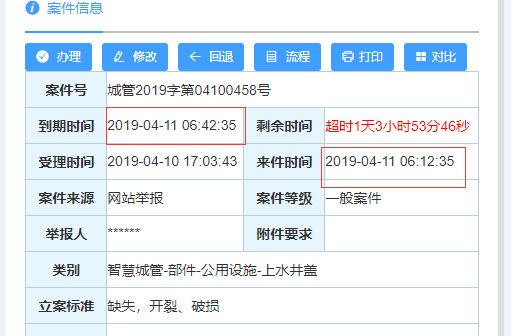 案件信息
办理 修改 回退 流程 打印 对比
案件号 城管2019字第04100458号
到期时间 2019-04-11 06:42:35 剩余时间 超时1天3小时53分46秒
受理时间 2019-04-10 17:03:43 来件时间 2019-04-11 06:12:35
案件来源 网站举报 案件等级 一般案件
举报人 ****** 附件要求
类别 智慧城管-部件-公用设施-上水井盖
立案标准 缺失，开裂、破损